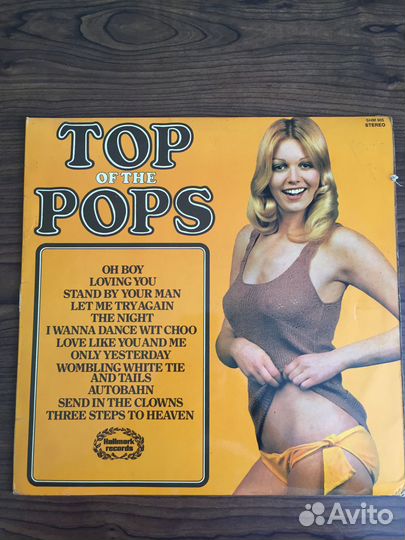 SHM 905
STEREO
TOP
OF THE
POPS
OH BOY
LOVING YOU
STAND BY YOUR MAN
LET ME TRY AGAIN
THE NIGHT
I WANNA DANCE WIT CHOO
LOVE LIKE YOU AND ME
ONLY YESTERDAY
WOMBLING WHITE TIE
AND TAILS
AUTOBAHN
SEND IN THE CLOWNS
THREE STEPS TO HEAVEN
Hallmark
records
Avito